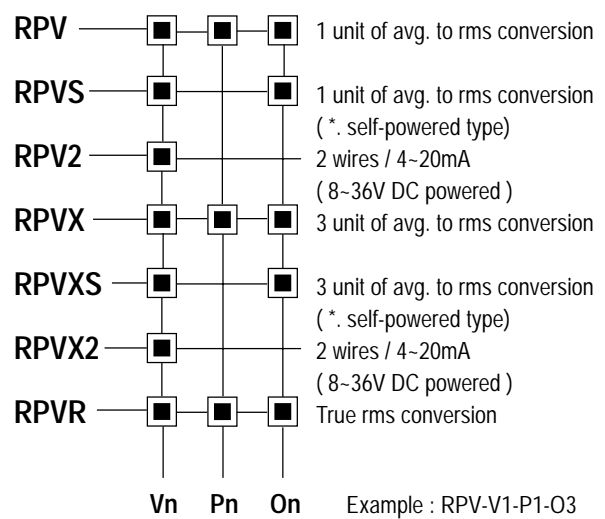 RPV 1 unit of avg. to rms conversion
RPVS 1 unit of avg. to rms conversion
( *. self-powered type)
RPV2 2 wires / 4~20mA
( 8~36V DC powered )
RPVX 3 unit of avg. to rms conversion
RPVXS 3 unit of avg. to rms conversion
( *. self-powered type)
RPVX2 2 wires / 4~20mA
( 8~36V DC powered )
RPVR True rms conversion
Vn Pn On Example : RPV-V1-P1-O3